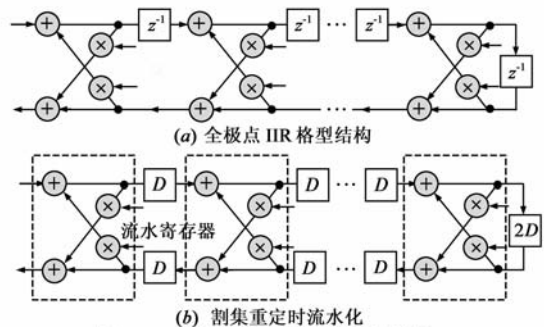 z⁻¹ z⁻¹ z⁻¹
z⁻¹
(a) 全极点 IIR 格型结构
D D D
流水寄存器 2D
D D D
(b) 割集重定时流水化